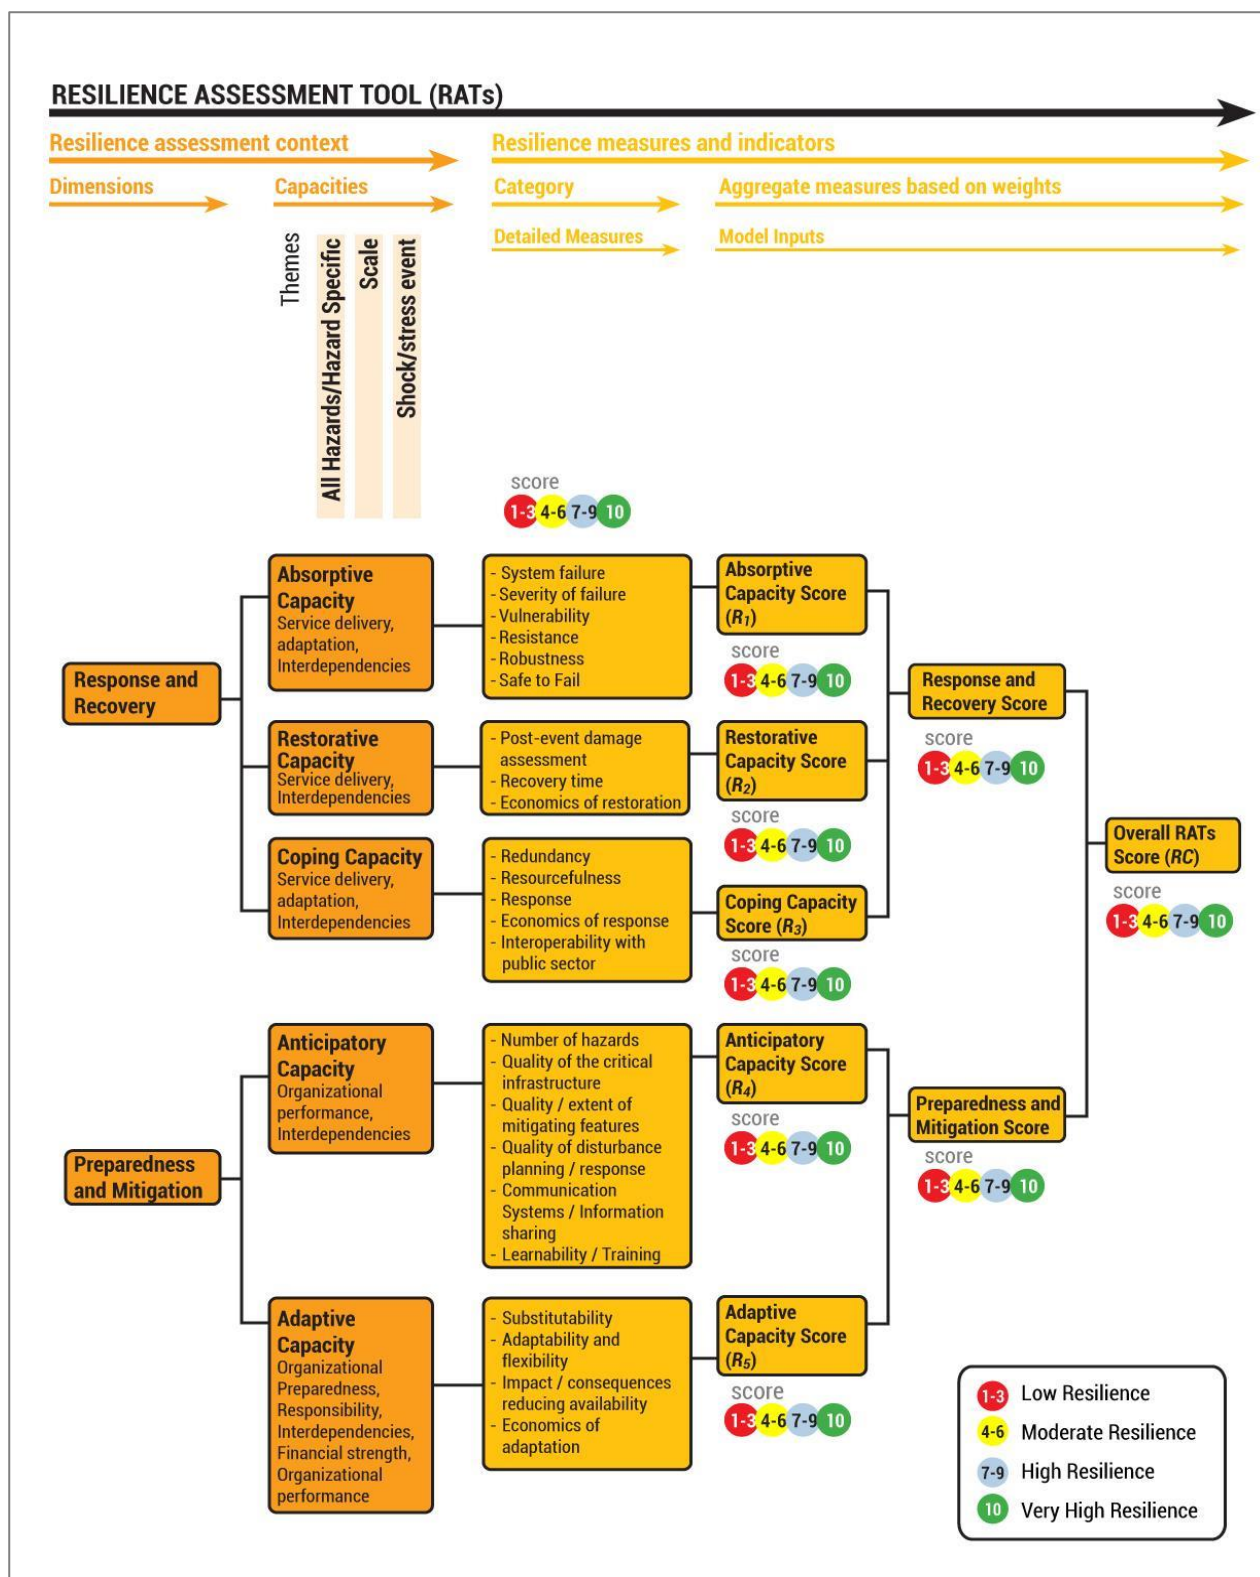 RESILIENCE ASSESSMENT TOOL (RATs)
Resilience assessment context
Resilience measures and indicators
Dimensions
Capacities
Category
Aggregate measures based on weights
Detailed Measures
Model Inputs
Themes
All Hazards/Hazard Specific
Scale
Shock/stress event
score
1-3 4-6 7-9 10
Response and
Recovery
Absorptive
Capacity
Service delivery,
adaptation,
Interdependencies
- System failure
- Severity of failure
- Vulnerability
- Resistance
- Robustness
- Safe to Fail
Absorptive
Capacity Score
(R1)
score
1-3 4-6 7-9 10
Restorative
Capacity
Service delivery,
Interdependencies
- Post-event damage
assessment
- Recovery time
- Economics of restoration
Restorative
Capacity Score
(R2)
score
1-3 4-6 7-9 10
Coping Capacity
Service delivery,
adaptation,
Interdependencies
- Redundancy
- Resourcefulness
- Response
- Economics of response
- Interoperability with
public sector
Coping Capacity
Score (R3)
score
1-3 4-6 7-9 10
Response and
Recovery Score
score
1-3 4-6 7-9 10
Overall RATs
Score (RC)
score
1-3 4-6 7-9 10
Preparedness
and Mitigation
Anticipatory
Capacity
Organizational
performance,
Interdependencies
- Number of hazards
- Quality of the critical
infrastructure
- Quality / extent of
mitigating features
- Quality of disturbance
planning / response
- Communication
Systems / Information
sharing
- Learnability / Training
Anticipatory
Capacity Score
(R4)
score
1-3 4-6 7-9 10
Preparedness and
Mitigation Score
score
1-3 4-6 7-9 10
Adaptive
Capacity
Organizational
Preparedness,
Responsibility,
Interdependencies,
Financial strength,
Organizational
performance
- Substitutability
- Adaptability and
flexibility
- Impact / consequences
reducing availability
- Economics of
adaptation
Adaptive
Capacity Score
(R5)
score
1-3 4-6 7-9 10
1-3 Low Resilience
4-6 Moderate Resilience
7-9 High Resilience
10 Very High Resilience